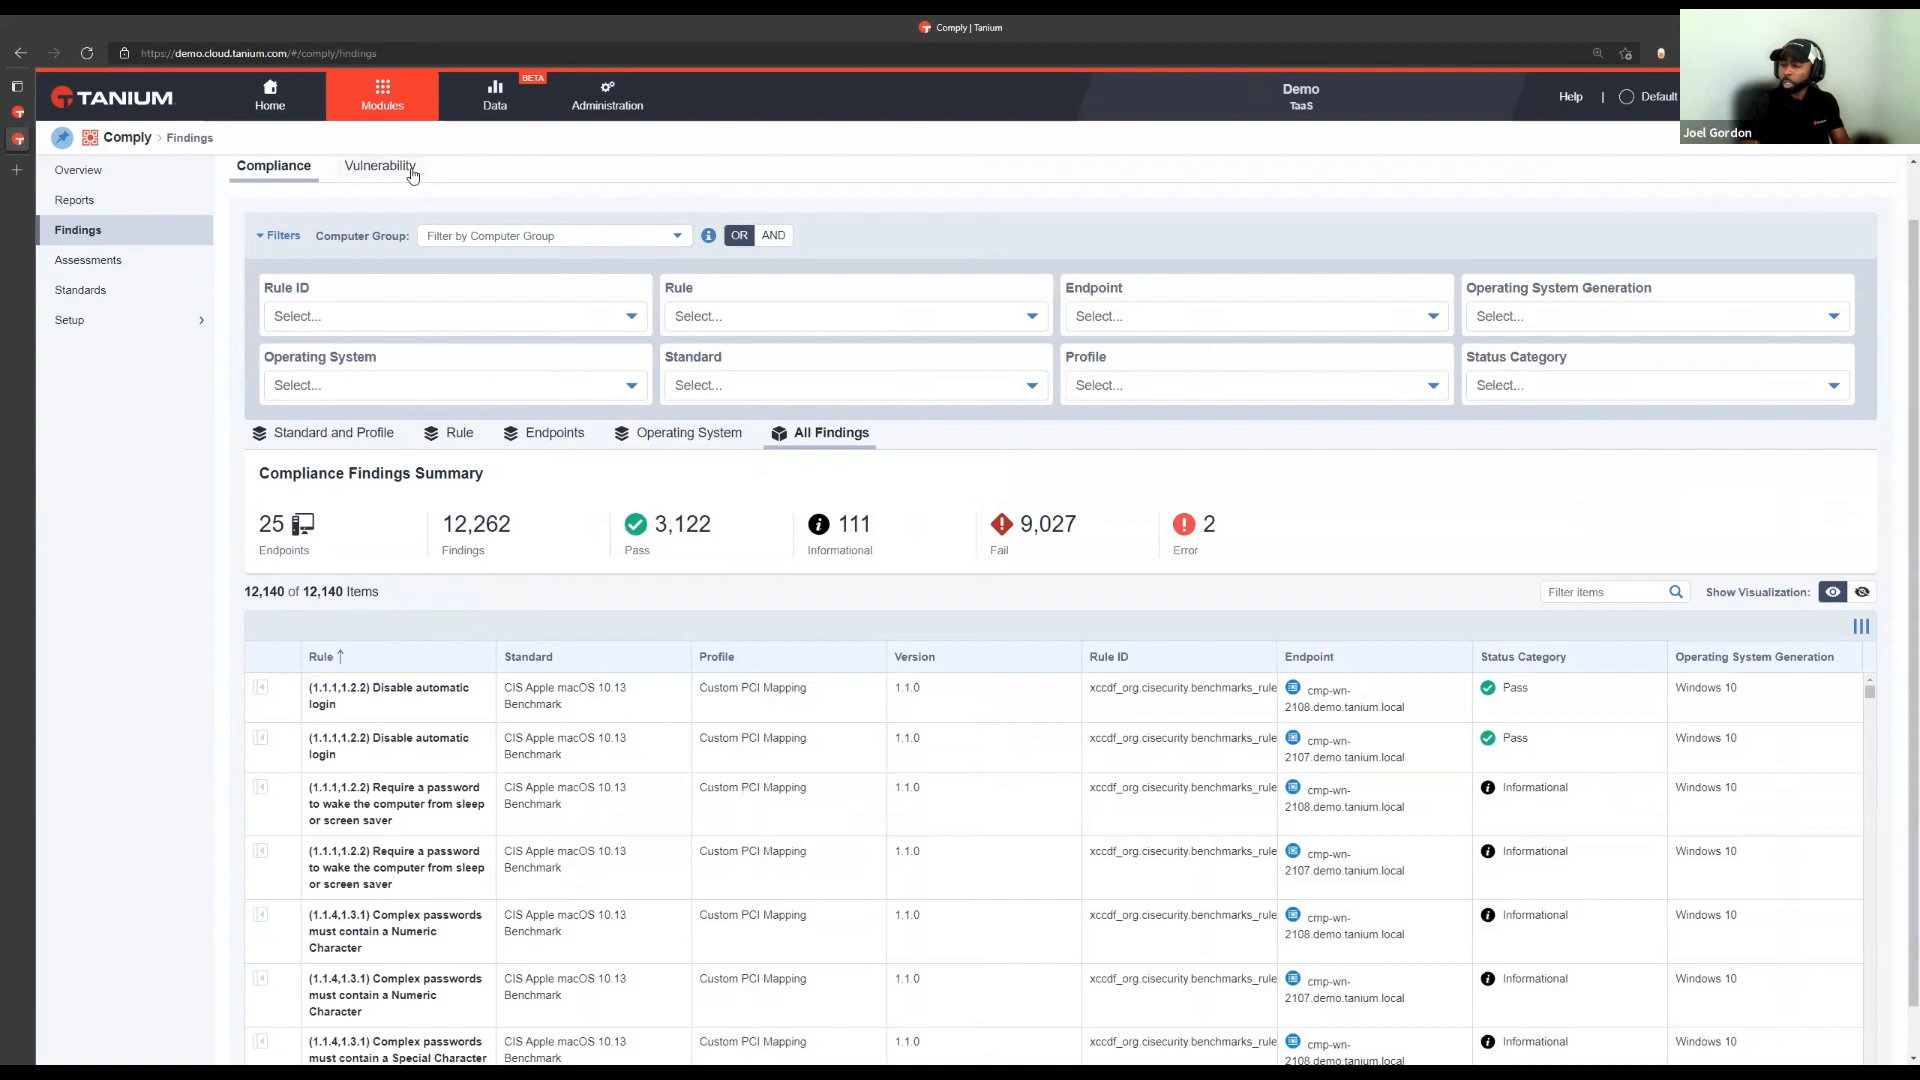 Comply | Tanium
https://demo.cloud.tanium.com/#/comply/findings
TANIUM
Home
Modules
Data
BETA
Administration
Demo
TaaS
Help | Default
Joel Gordon
Comply > Findings
Overview
Reports
Findings
Assessments
Standards
Setup
Compliance Vulnerability
Filters Computer Group: Filter by Computer Group OR AND
Rule ID Rule Endpoint Operating System Generation
Select... Select... Select... Select...
Operating System Standard Profile Status Category
Select... Select... Select... Select...
Standard and Profile Rule Endpoints Operating System All Findings
Compliance Findings Summary
25 12,262 3,122 111 9,027 2
Endpoints Findings Pass Informational Fail Error
12,140 of 12,140 Items
Filter items Show Visualization:
Rule Standard Profile Version Rule ID Endpoint Status Category Operating System Generation
(1.1.1,1.2.2) Disable automatic CIS Apple macOS 10.13 Custom PCI Mapping 1.1.0 xccdf_org.cisecurity.benchmarks_rule cmp-wn- Pass Windows 10
login Benchmark 2108.demo.tanium.local
(1.1.1,1.2.2) Disable automatic CIS Apple macOS 10.13 Custom PCI Mapping 1.1.0 xccdf_org.cisecurity.benchmarks_rule cmp-wn- Pass Windows 10
login Benchmark 2107.demo.tanium.local
(1.1.1,1.2.2) Require a password CIS Apple macOS 10.13 Custom PCI Mapping 1.1.0 xccdf_org.cisecurity.benchmarks_rule cmp-wn- Informational Windows 10
to wake the computer from sleep Benchmark 2108.demo.tanium.local
or screen saver
(1.1.1,1.2.2) Require a password CIS Apple macOS 10.13 Custom PCI Mapping 1.1.0 xccdf_org.cisecurity.benchmarks_rule cmp-wn- Informational Windows 10
to wake the computer from sleep Benchmark 2107.demo.tanium.local
or screen saver
(1.1.4,1.3.1) Complex passwords CIS Apple macOS 10.13 Custom PCI Mapping 1.1.0 xccdf_org.cisecurity.benchmarks_rule cmp-wn- Informational Windows 10
must contain a Numeric Benchmark 2108.demo.tanium.local
Character
(1.1.4,1.3.1) Complex passwords CIS Apple macOS 10.13 Custom PCI Mapping 1.1.0 xccdf_org.cisecurity.benchmarks_rule cmp-wn- Informational Windows 10
must contain a Numeric Benchmark 2107.demo.tanium.local
Character
(1.1.4,1.3.1) Complex passwords CIS Apple macOS 10.13 Custom PCI Mapping 1.1.0 xccdf_org.cisecurity.benchmarks_rule cmp-wn- Informational Windows 10
must contain a Special Character Benchmark 2108.demo.tanium.local